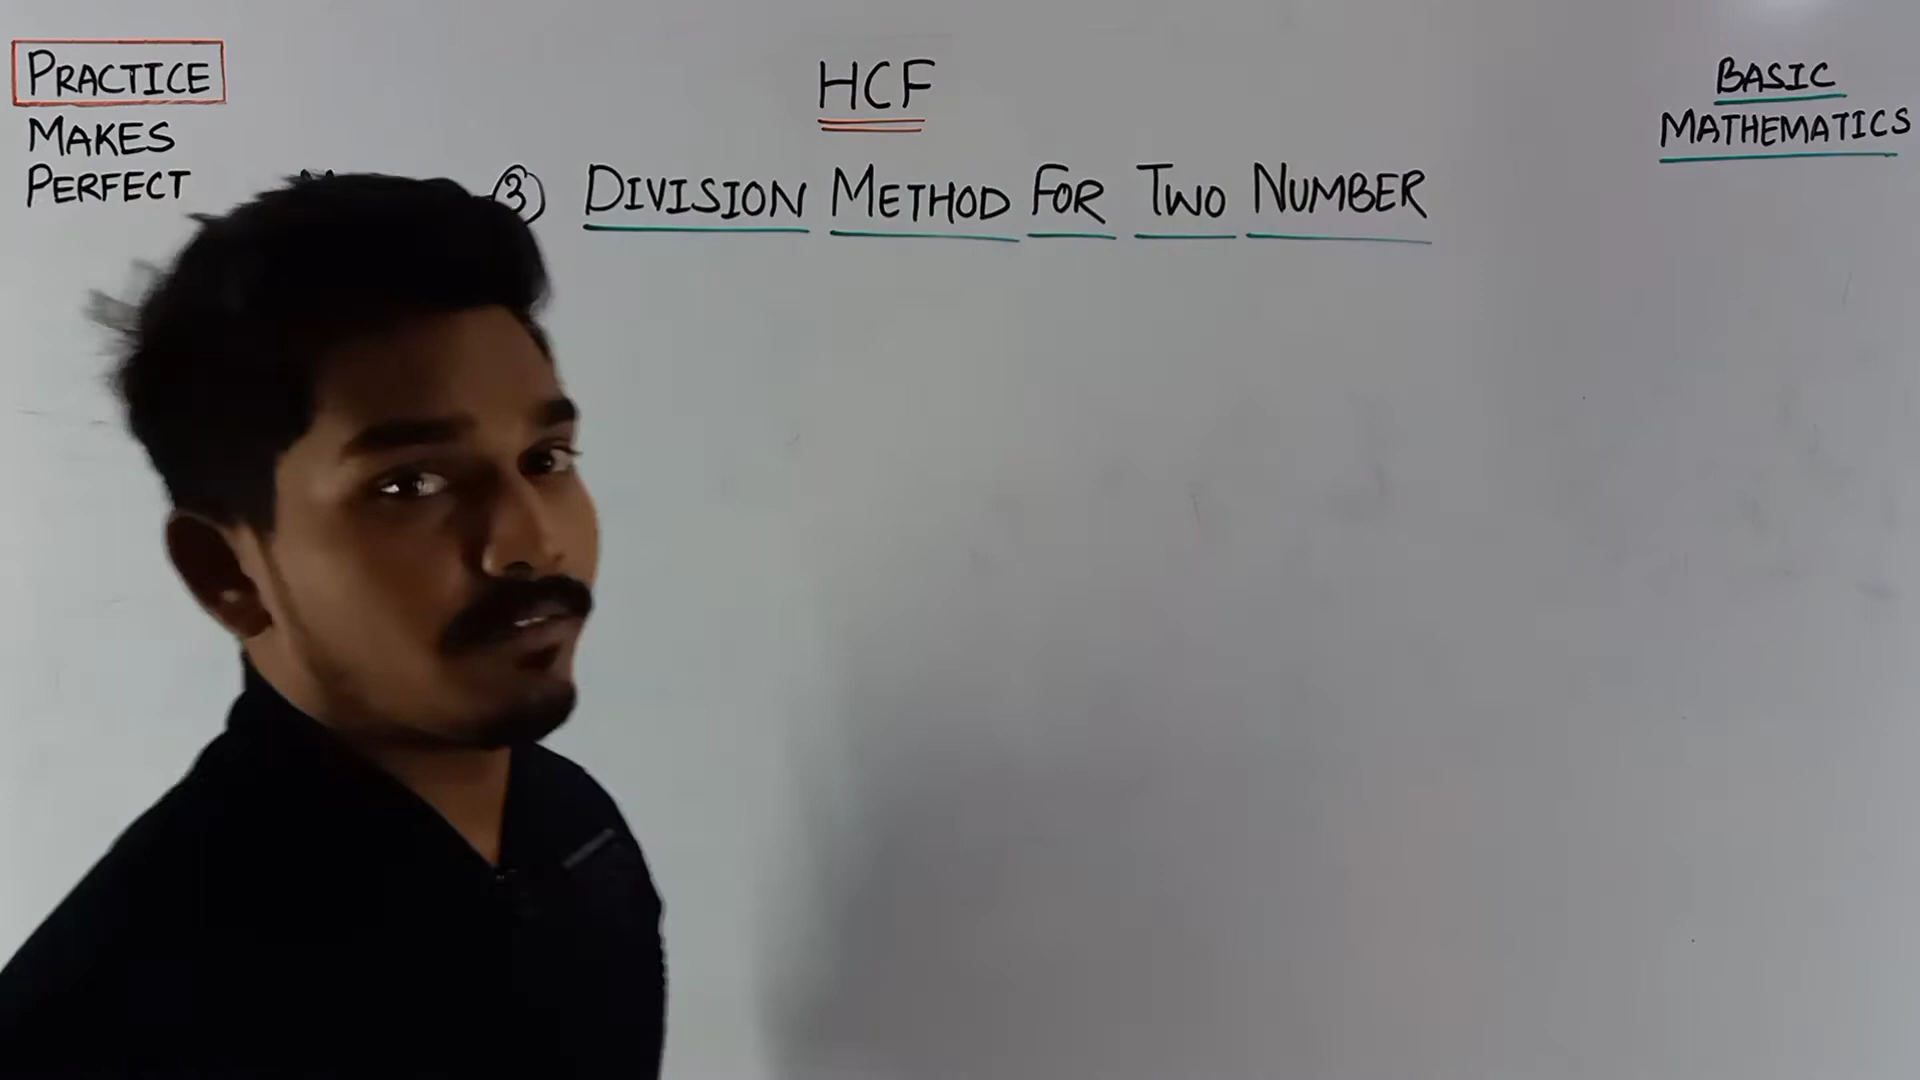 PRACTICE
MAKES
PERFECT
HCF
BASIC
MATHEMATICS
③ DIVISION METHOD FOR TWO NUMBER